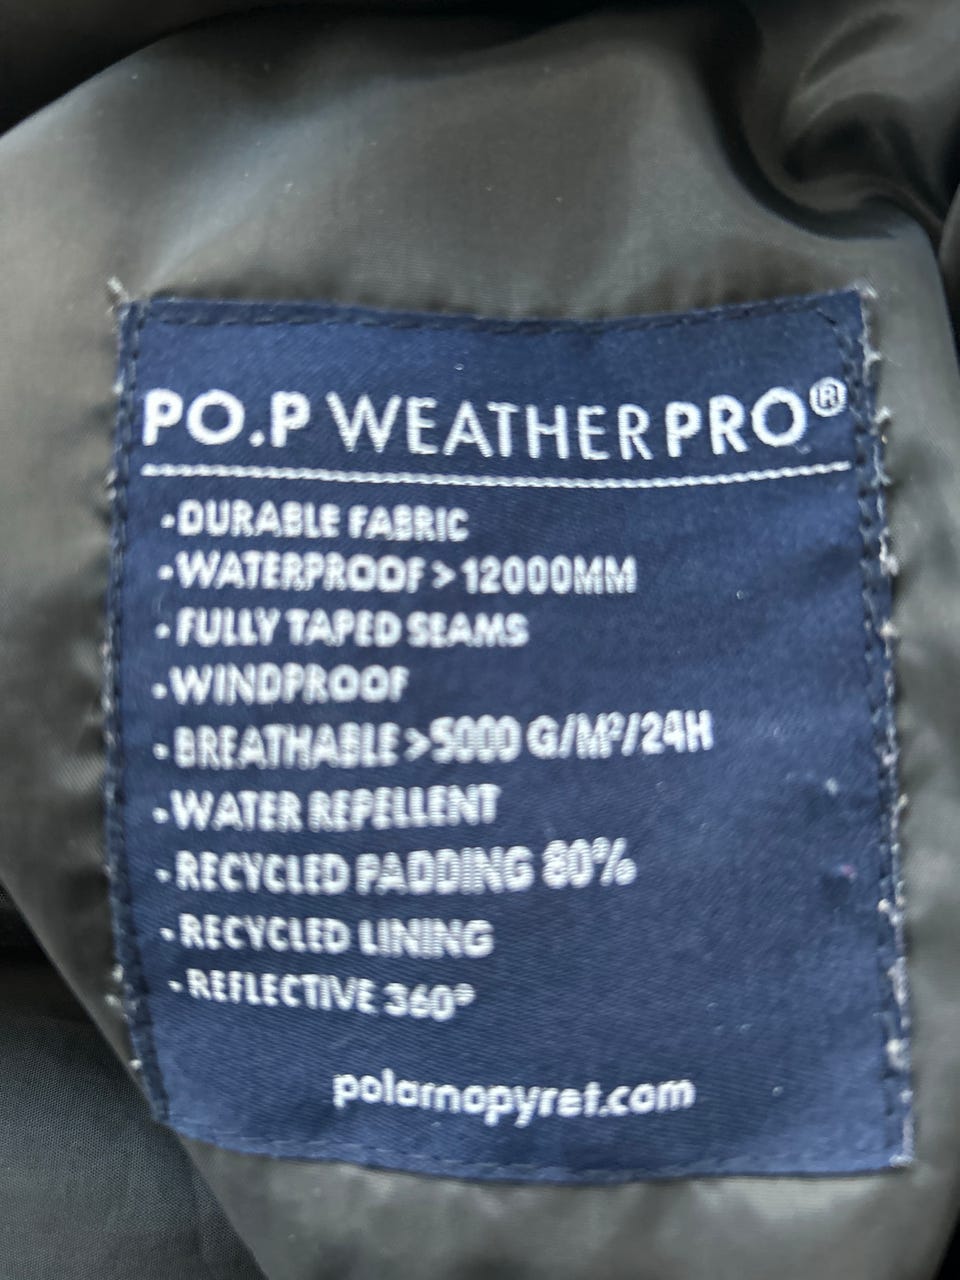 PO.P WEATHERPRO®
-DURABLE FABRIC
-WATERPROOF > 12000MM
-FULLY TAPED SEAMS
-WINDPROOF
-BREATHABLE >5000 G/M²/24H
-WATER REPELLENT
-RECYCLED PADDING 80%
-RECYCLED LINING
-REFLECTIVE 360°
polarnopyret.com